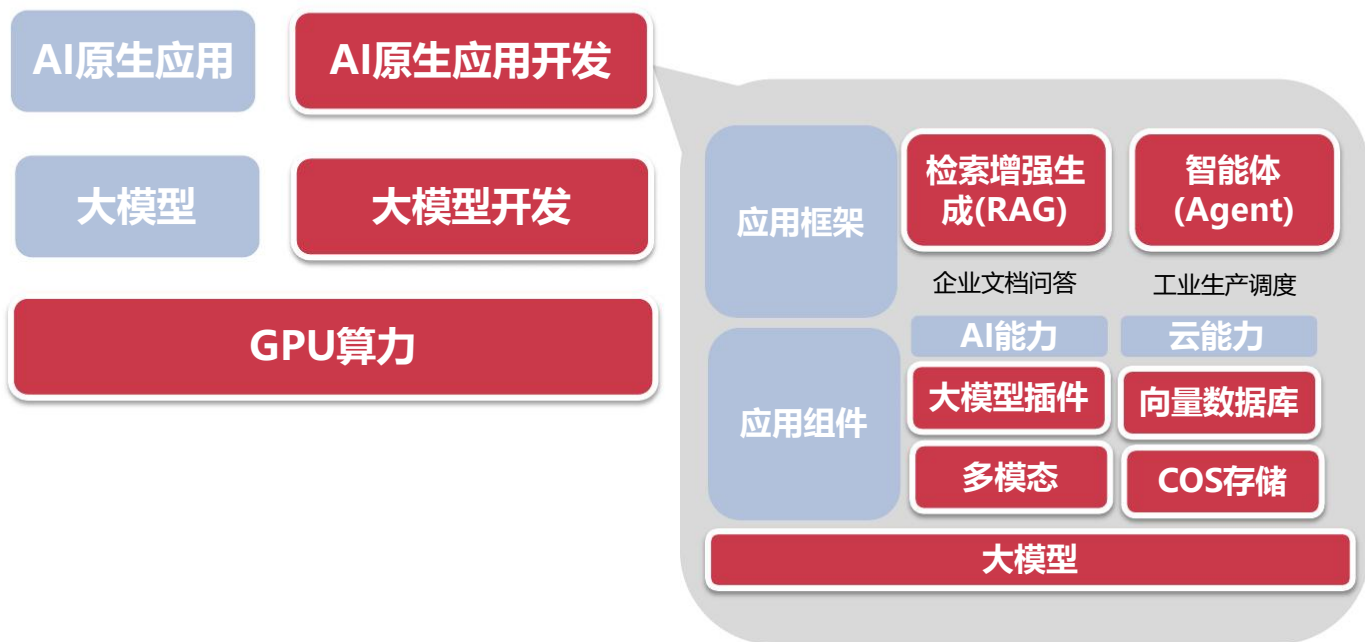 AI原生应用
AI原生应用开发
大模型
大模型开发
GPU算力
应用框架
检索增强生
成(RAG)
智能体
(Agent)
企业文档问答
工业生产调度
应用组件
AI能力
云能力
大模型插件
向量数据库
多模态
COS存储
大模型